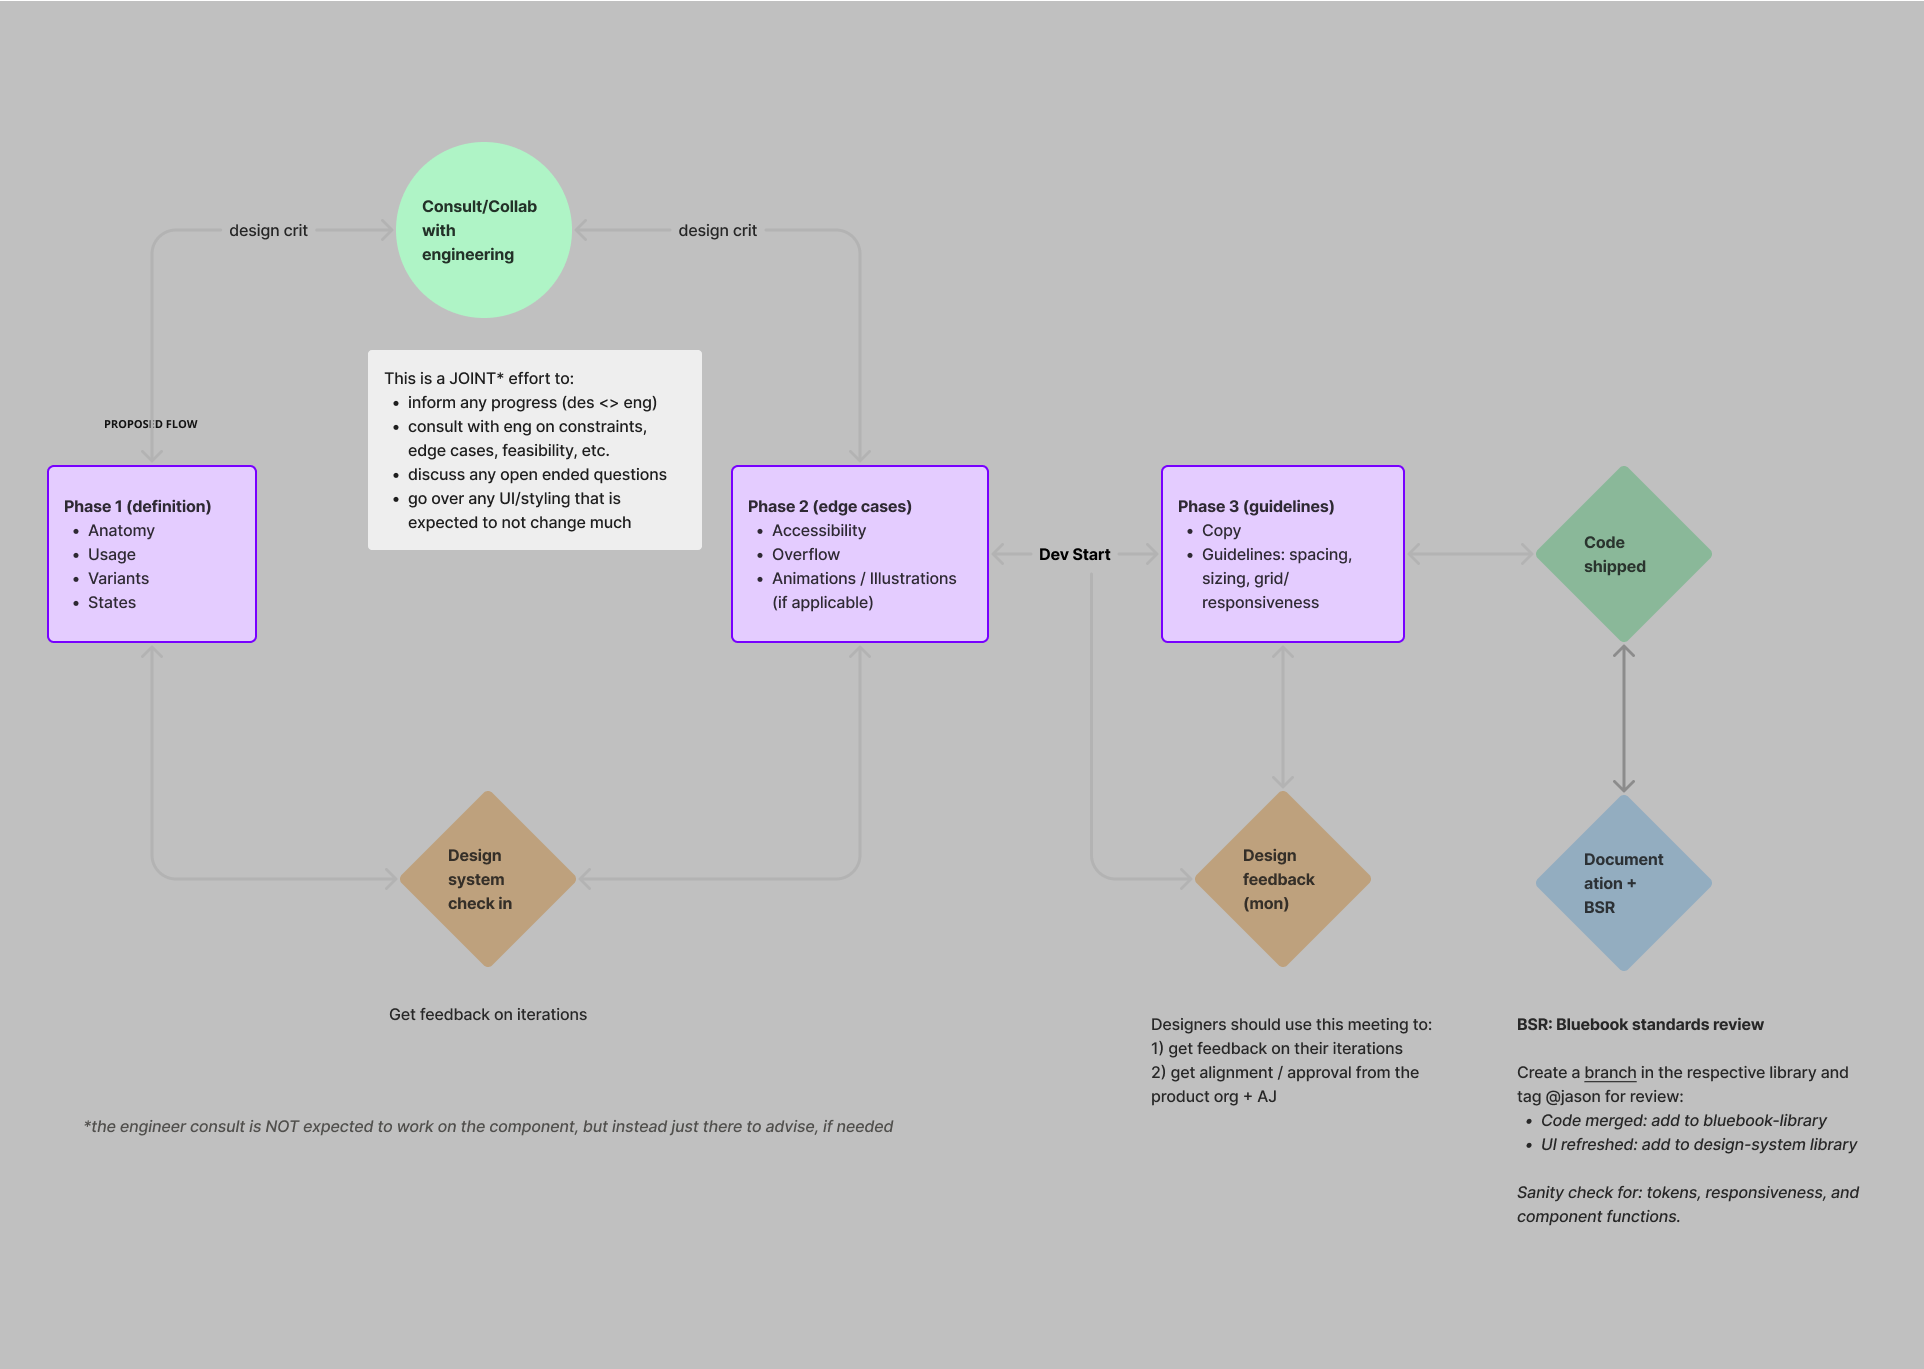 Consult/Collab
with
engineering
design crit
design crit
This is a JOINT* effort to:
• inform any progress (des <> eng)
• consult with eng on constraints,
edge cases, feasibility, etc.
• discuss any open ended questions
• go over any UI/styling that is
expected to not change much
PROPOSED FLOW
Phase 1 (definition)
• Anatomy
• Usage
• Variants
• States
Phase 2 (edge cases)
• Accessibility
• Overflow
• Animations / Illustrations
(if applicable)
Dev Start
Phase 3 (guidelines)
• Copy
• Guidelines: spacing,
sizing, grid/
responsiveness
Code
shipped
Design
system
check in
Get feedback on iterations
Design
feedback
(mon)
Designers should use this meeting to:
1) get feedback on their iterations
2) get alignment / approval from the
product org + AJ
Document
ation +
BSR
BSR: Bluebook standards review
Create a branch in the respective library and
tag @jason for review:
• Code merged: add to bluebook-library
• UI refreshed: add to design-system library
Sanity check for: tokens, responsiveness, and
component functions.
*the engineer consult is NOT expected to work on the component, but instead just there to advise, if needed